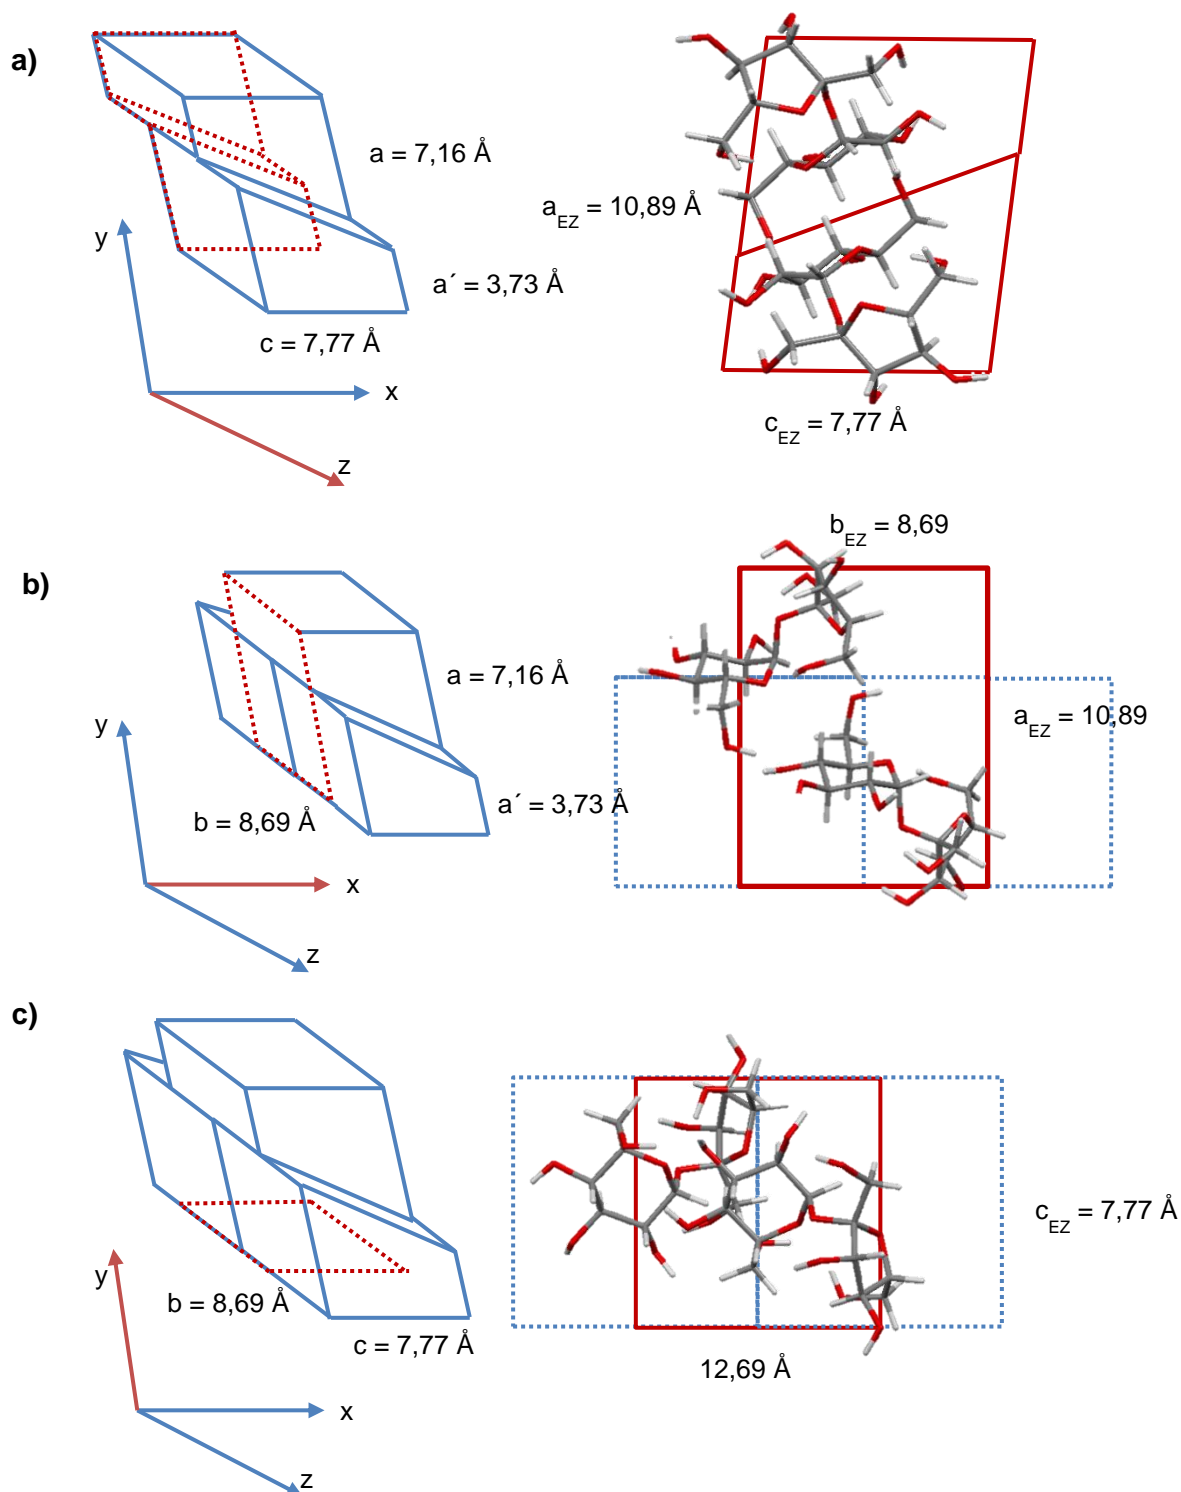 a)
a = 7,16 Å
a_EZ = 10,89 Å
y
a´ = 3,73 Å
c = 7,77 Å
x
c_EZ = 7,77 Å
z
b_EZ = 8,69
b)
a = 7,16 Å
a_EZ = 10,89
y
a´ = 3,73 Å
b = 8,69 Å
x
z
c)
c_EZ = 7,77 Å
y
b = 8,69 Å
c = 7,77 Å
12,69 Å
x
z